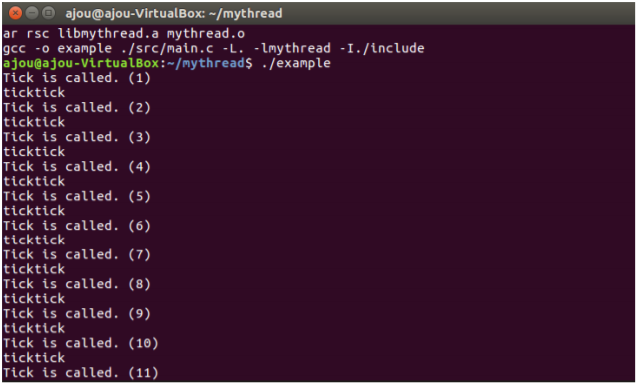 ajou@ajou-VirtualBox: ~/mythread
ar rsc libmythread.a mythread.o
gcc -o example ./src/main.c -L. -lmythread -I./include
ajou@ajou-VirtualBox:~/mythread$ ./example
Tick is called. (1)
ticktick
Tick is called. (2)
ticktick
Tick is called. (3)
ticktick
Tick is called. (4)
ticktick
Tick is called. (5)
ticktick
Tick is called. (6)
ticktick
Tick is called. (7)
ticktick
Tick is called. (8)
ticktick
Tick is called. (9)
ticktick
Tick is called. (10)
ticktick
Tick is called. (11)